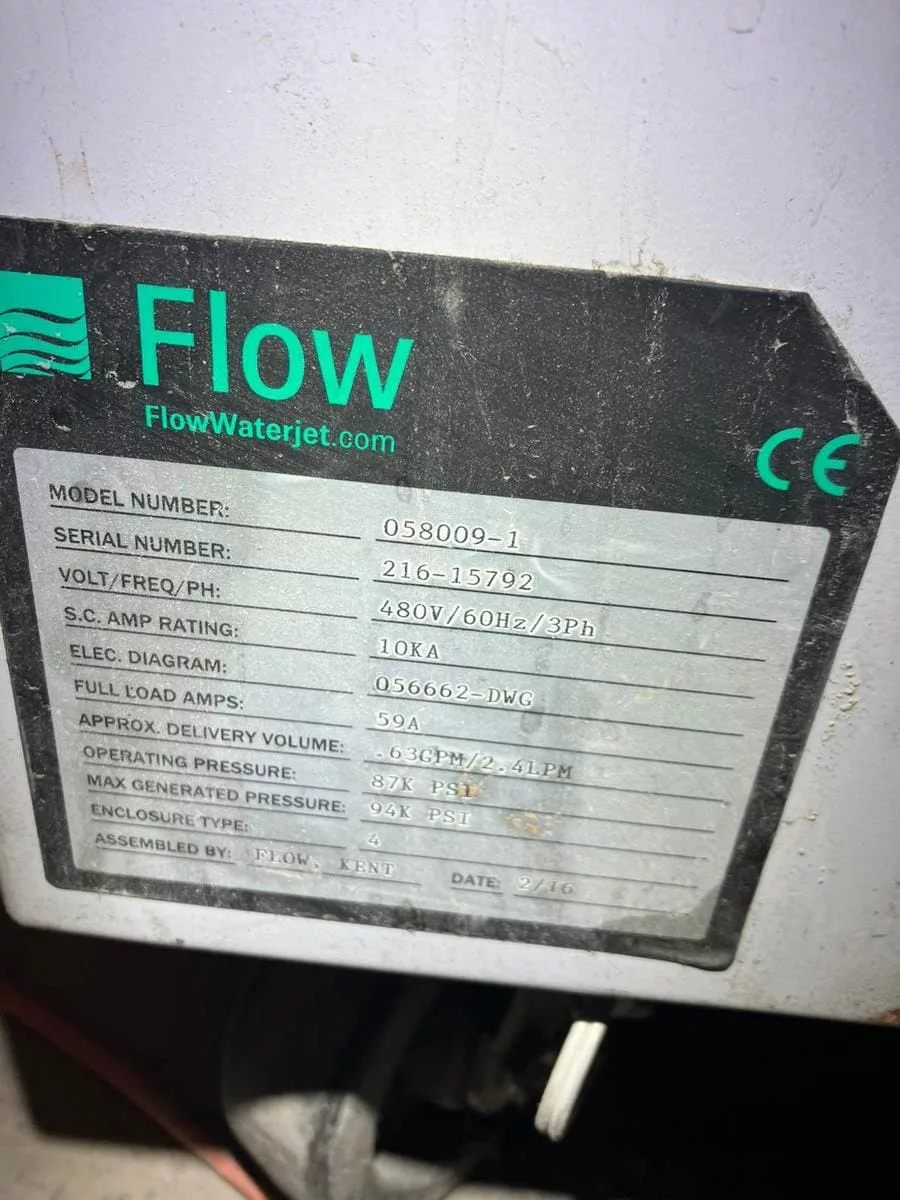 Flow
FlowWaterjet.com
CE
MODEL NUMBER: 058009-1
SERIAL NUMBER: 216-15792
VOLT/FREQ/PH: 480V/60Hz/3Ph
S.C. AMP RATING: 10KA
ELEC. DIAGRAM: 056662-DWG
FULL LOAD AMPS: 59A
APPROX. DELIVERY VOLUME: .63GPM/2.4LPM
OPERATING PRESSURE: 87K PSI
MAX GENERATED PRESSURE: 94K PSI
ENCLOSURE TYPE: 4
ASSEMBLED BY: FLOW, KENT DATE: 2/16